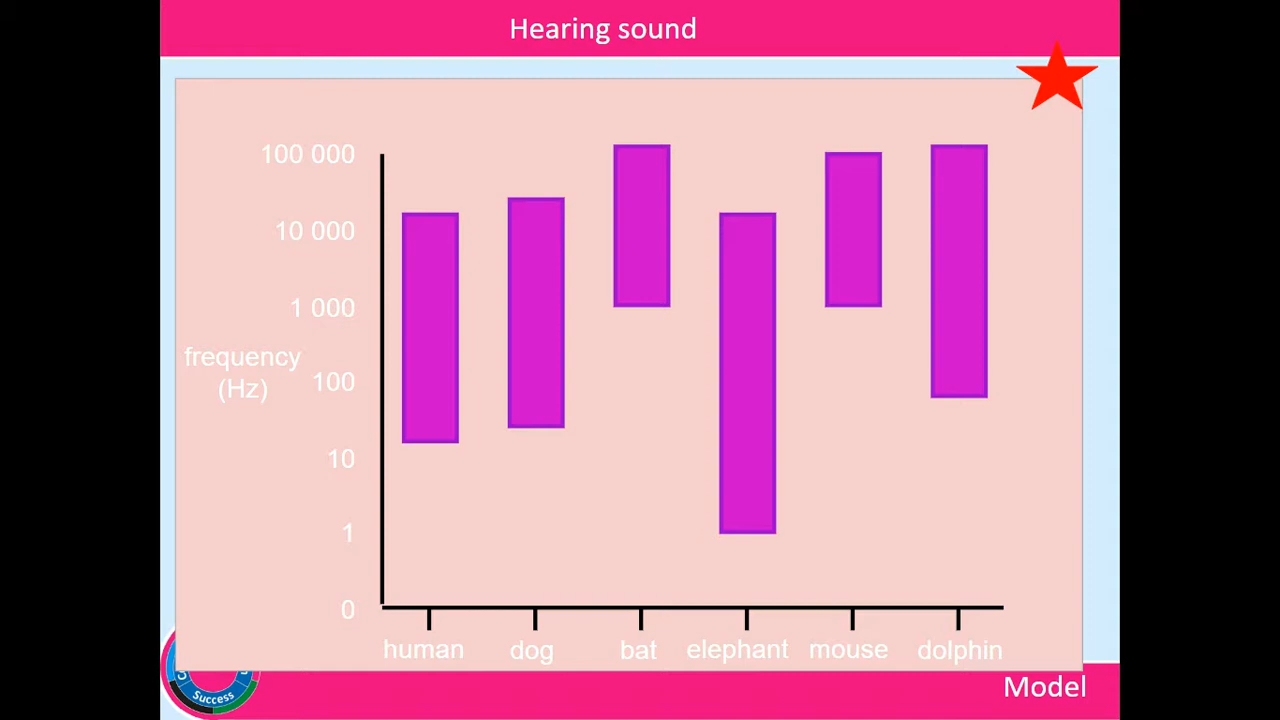 Hearing sound
100 000
10 000
1 000
frequency
(Hz)
100
10
1
0
human dog bat elephant mouse dolphin
Success
Model